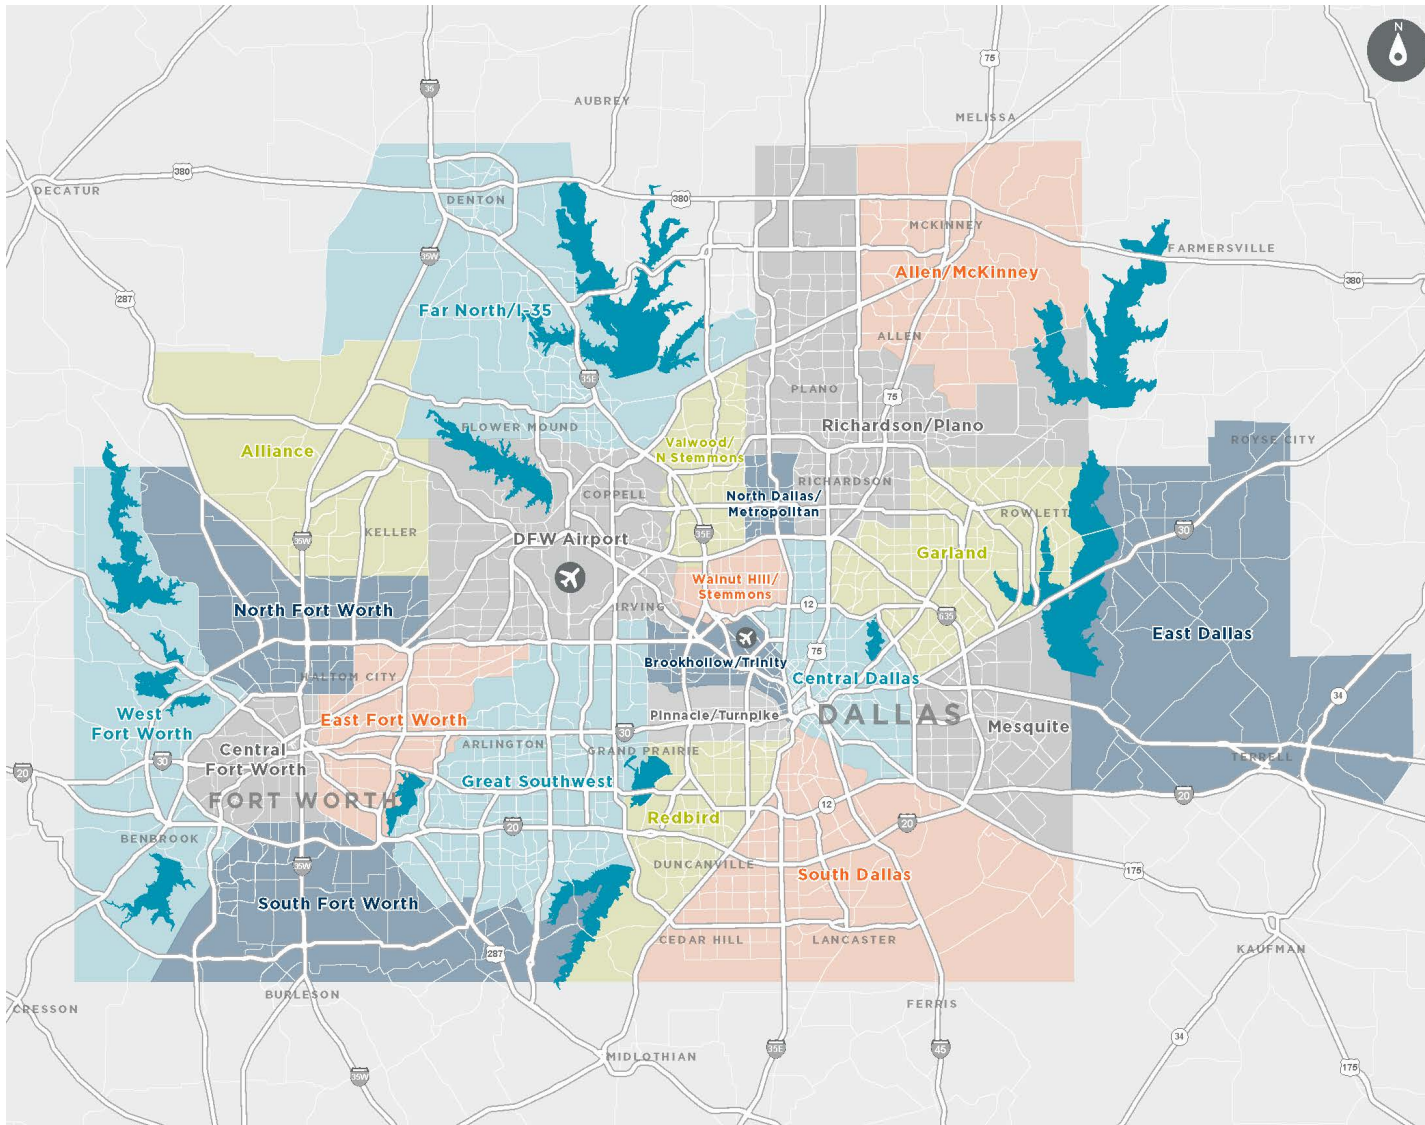 N
35
75
AUBREY
MELISSA
380
DECATUR
DENTON
380
MCKINNEY
FARMERSVILLE
35W
Allen/McKinney
380
287
Far North/I-35
ALLEN
35E
PLANO
75
FLOWER MOUND
Richardson/Plano
Alliance
Valwood/
N Stemmons
ROYSE CITY
COPPELL
North Dallas/
Metropolitan
RICHARDSON
ROWLETT
KELLER
35W
DFW Airport
35E
30
Garland
Walnut Hill/
Stemmons
North Fort Worth
IRVING
12
635
East Dallas
75
Brookhollow/Trinity
HALTOM CITY
Central Dallas
34
West
Fort Worth
East Fort Worth
Pinnacle/Turnpike
DALLAS
Mesquite
30
ARLINGTON
GRAND PRAIRIE
Central
Fort Worth
TERRELL
20
30
Great Southwest
FORT WORTH
12
20
Redbird
20
20
BENBROOK
35W
DUNCANVILLE
South Dallas
175
South Fort Worth
CEDAR HILL
LANCASTER
287
KAUFMAN
BURLESON
FERRIS
CRESSON
34
35E
45
MIDLOTHIAN
175
35W